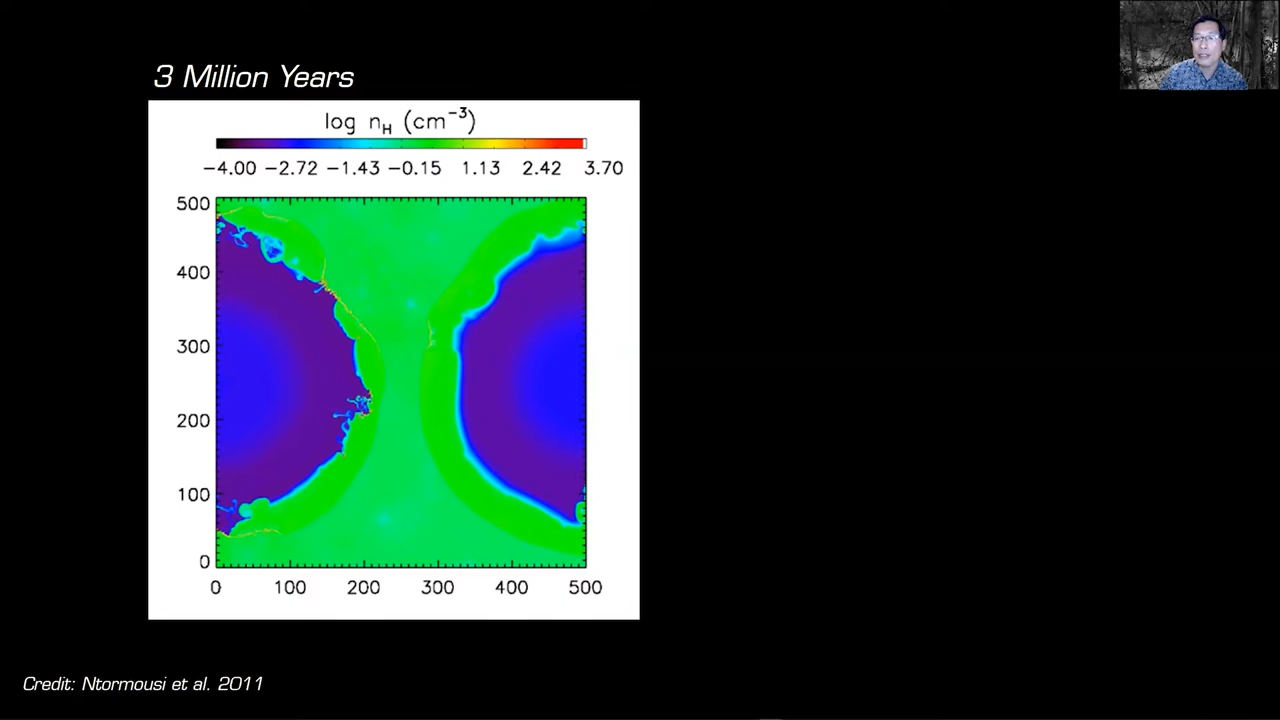 3 Million Years
log nH (cm−3)
−4.00 −2.72 −1.43 −0.15 1.13 2.42 3.70
500
400
300
200
100
0
0 100 200 300 400 500
Credit: Ntormousi et al. 2011